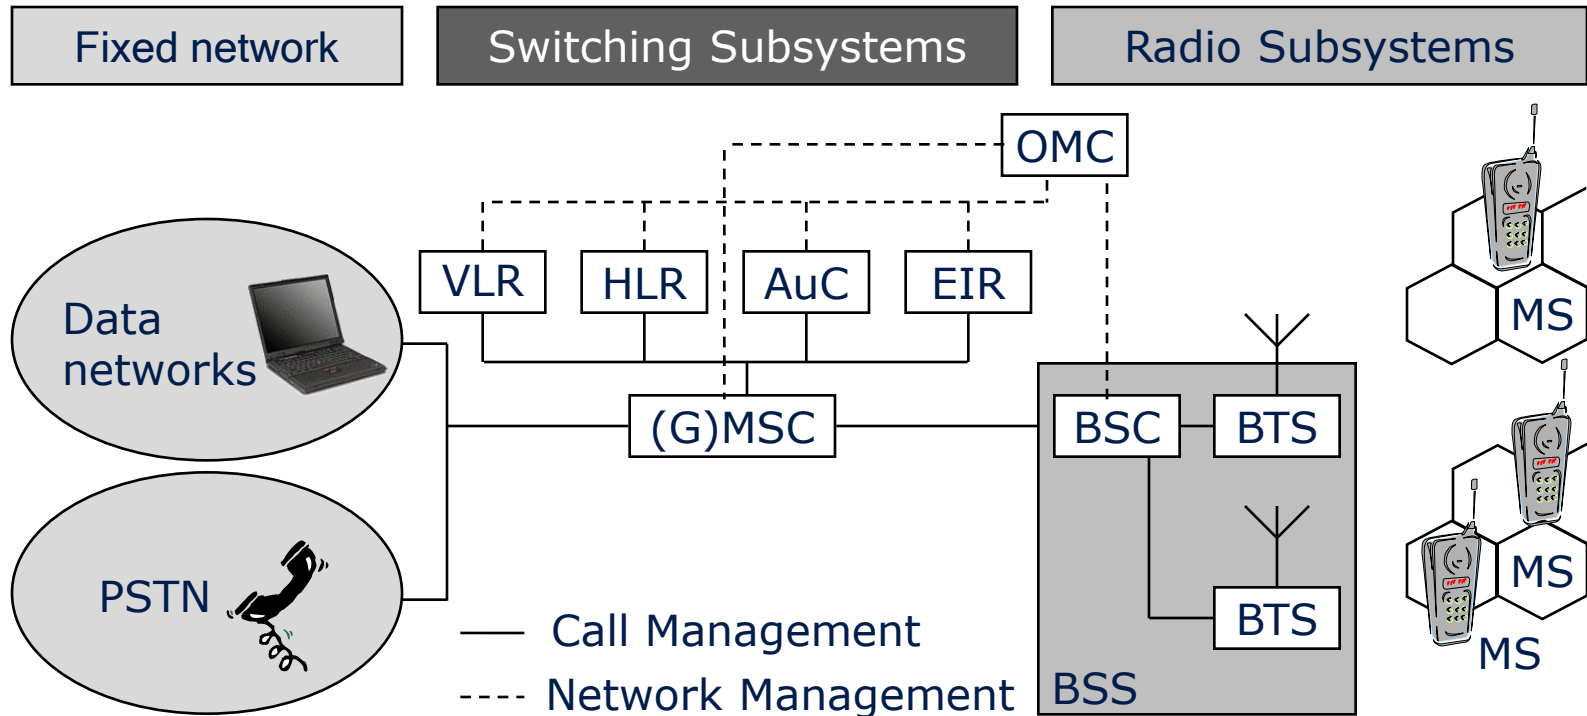 Fixed network
Switching Subsystems
Radio Subsystems
OMC
VLR
HLR
AuC
EIR
Data
networks
MS
(G)MSC
BSC
BTS
MS
PSTN
BTS
Call Management
MS
Network Management
BSS